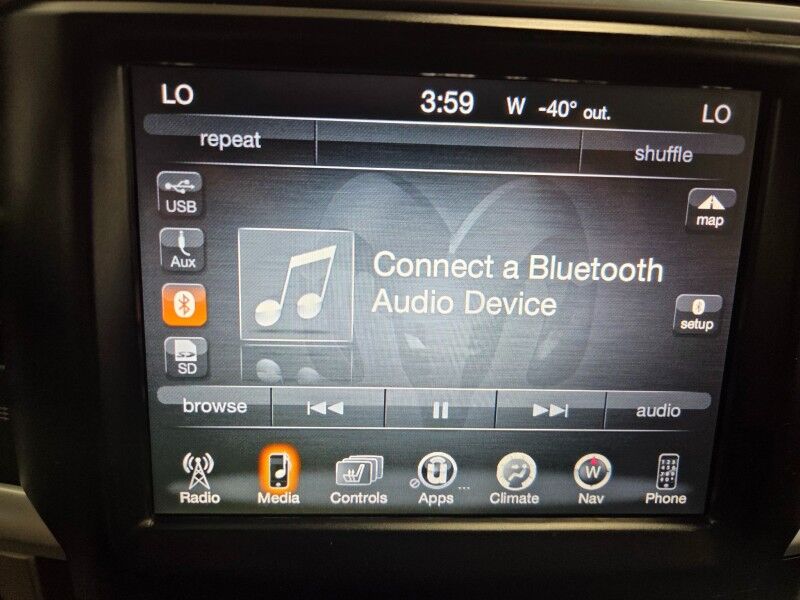 LO 3:59 W -40° out. LO
repeat shuffle
USB
map
Aux
Connect a Bluetooth
Audio Device
setup
SD
browse audio
Radio Media Controls Apps ... Climate W Nav Phone